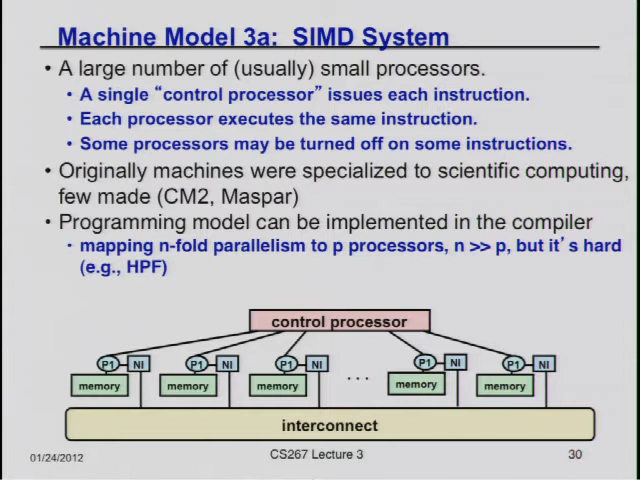 Machine Model 3a: SIMD System
• A large number of (usually) small processors.
• A single “control processor” issues each instruction.
• Each processor executes the same instruction.
• Some processors may be turned off on some instructions.
• Originally machines were specialized to scientific computing,
few made (CM2, Maspar)
• Programming model can be implemented in the compiler
• mapping n-fold parallelism to p processors, n >> p, but it’s hard
(e.g., HPF)
control processor
P1 NI P1 NI P1 NI P1 NI P1 NI
memory memory memory . . . memory memory
interconnect
01/24/2012 CS267 Lecture 3 30